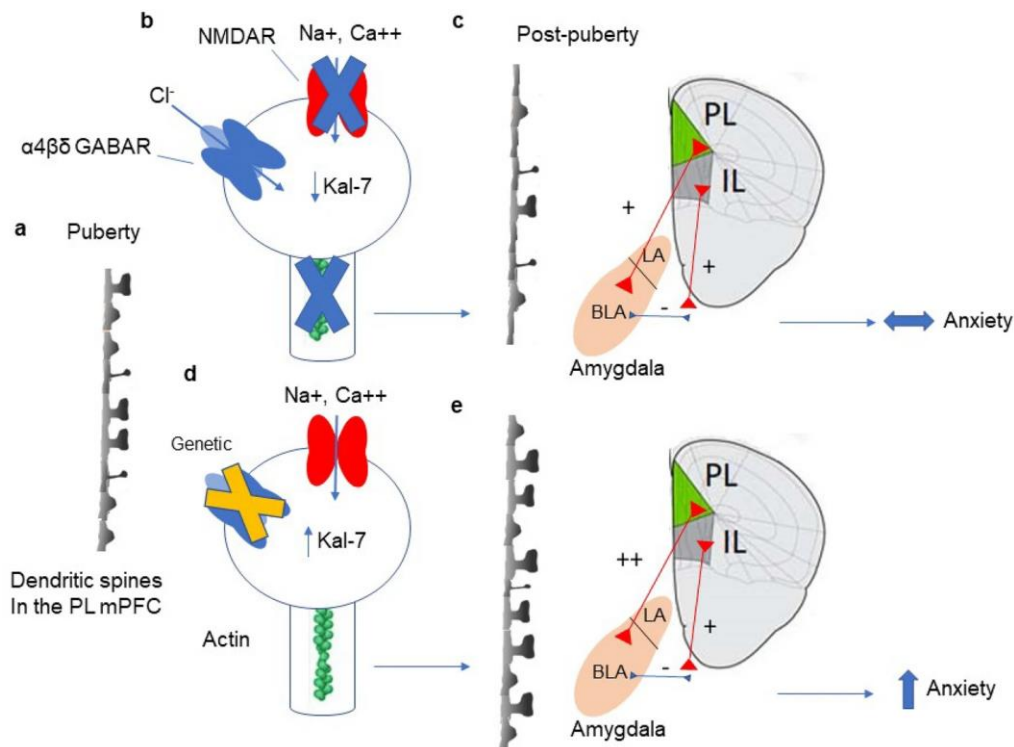 a
Puberty
Dendritic spines
In the PL mPFC
b
NMDAR
Na+, Ca++
Cl-
α4βδ GABAR
Kal-7
c
Post-puberty
PL
IL
+
LA
+
BLA
-
Amygdala
Anxiety
d
Na+, Ca++
Genetic
Kal-7
Actin
e
PL
IL
++
LA
+
BLA
-
Amygdala
Anxiety